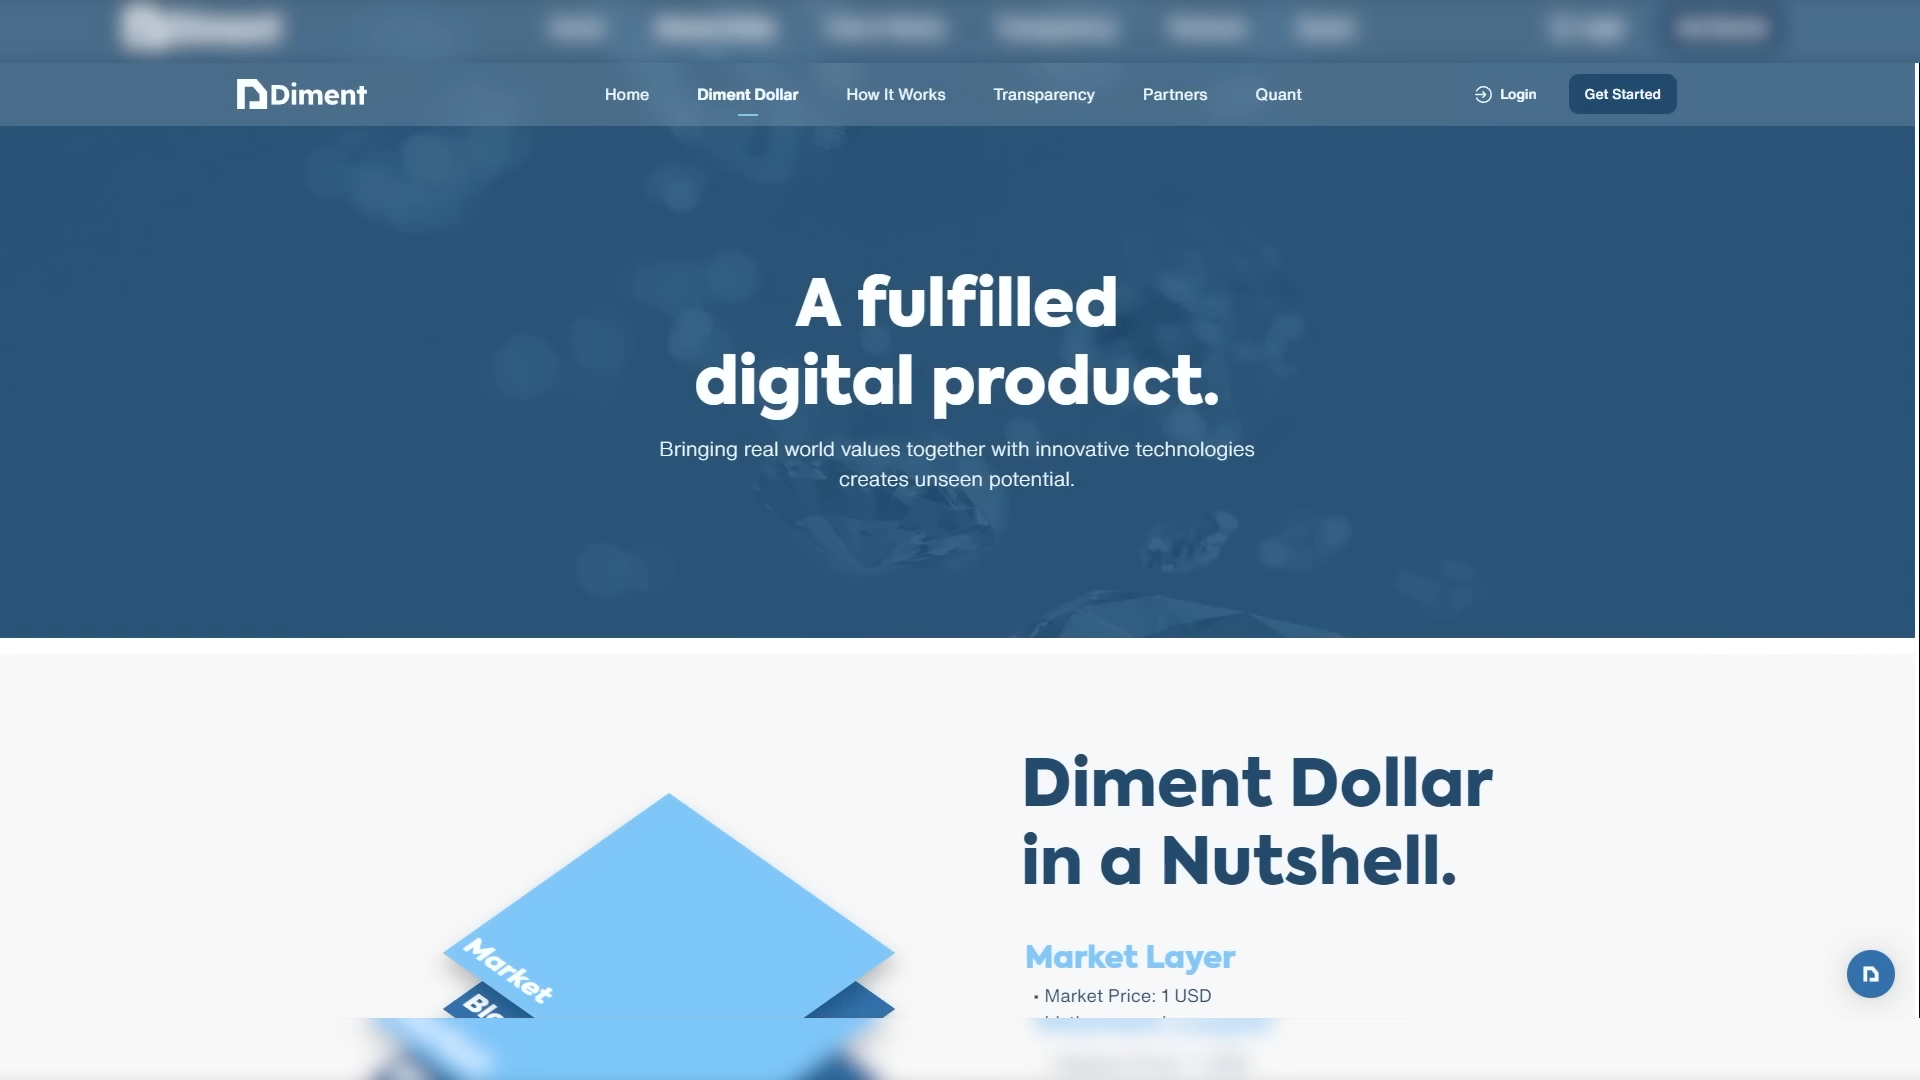 Diment
Home
Diment Dollar
How It Works
Transparency
Partners
Quant
Login
Get Started
A fulfilled
digital product.
Bringing real world values together with innovative technologies
creates unseen potential.
Diment Dollar
in a Nutshell.
Market Layer
• Market Price: 1 USD
Market